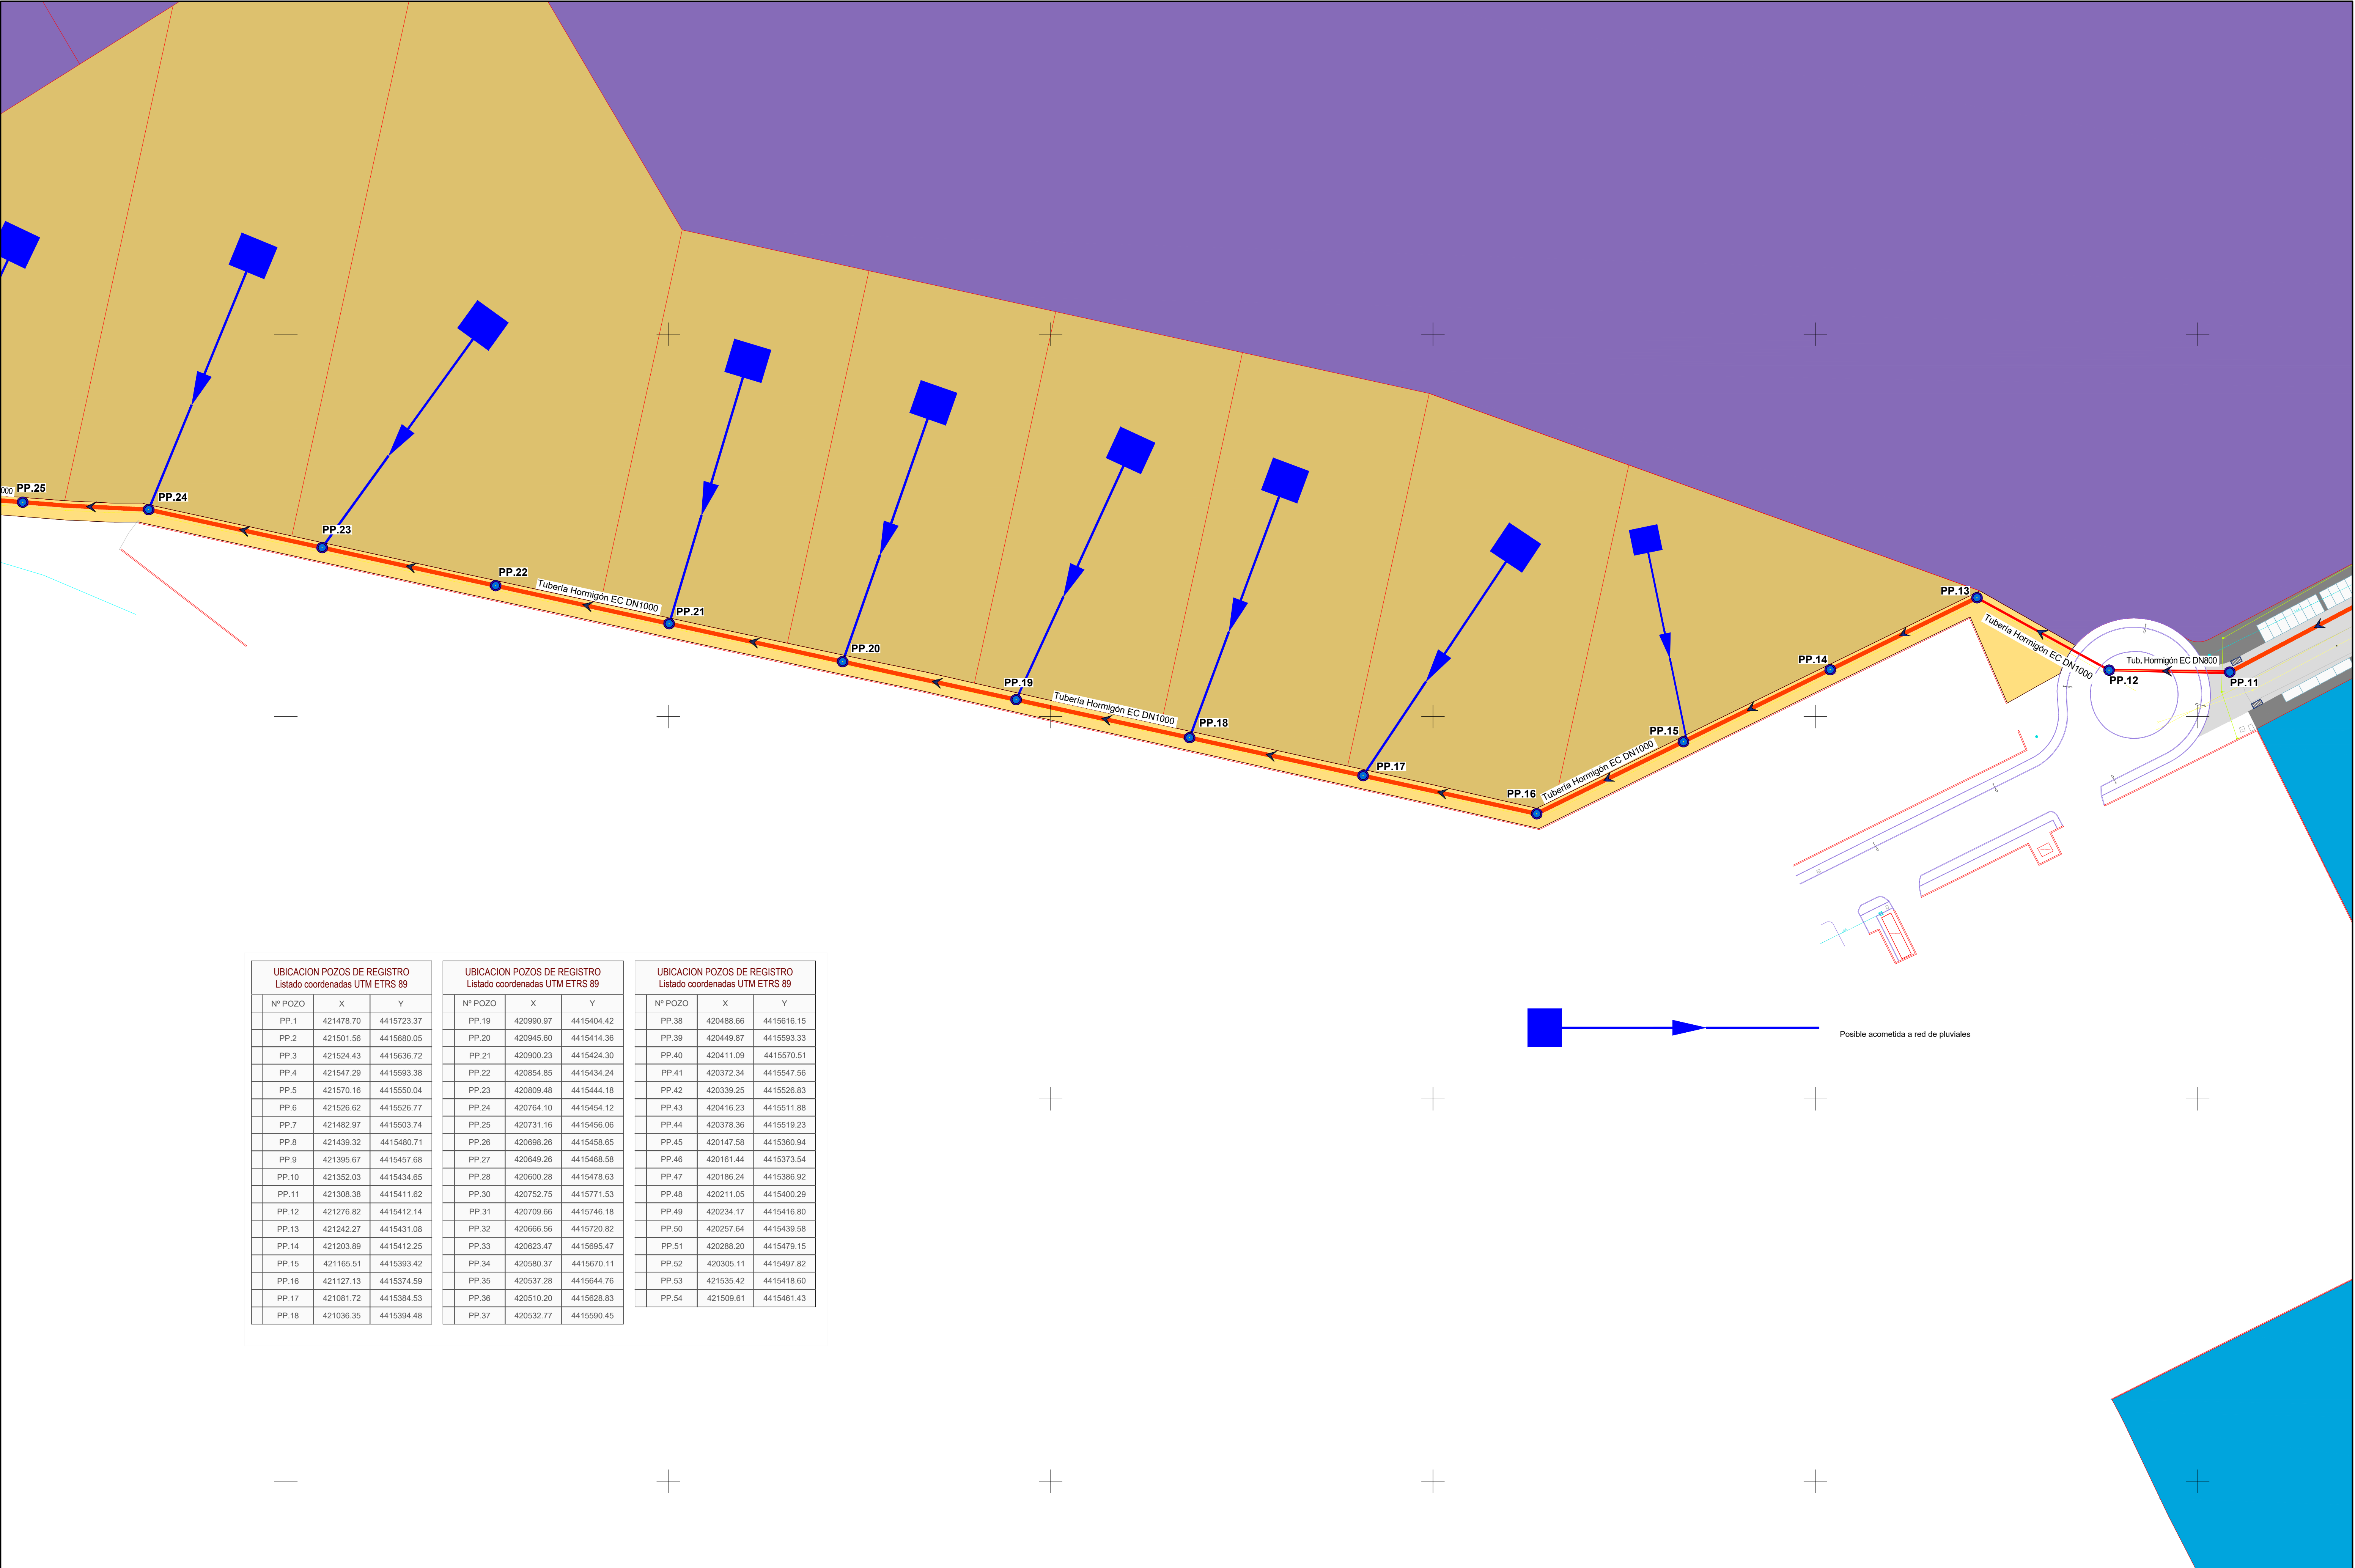 000
PP.25
PP.24
PP.23
PP.22
Tubería Hormigón EC DN1000
PP.21
PP.20
PP.19
Tubería Hormigón EC DN1000
PP.18
PP.17
PP.16
Tubería Hormigón EC DN1000
PP.15
PP.14
PP.13
Tubería Hormigón EC DN1000
PP.12
Tub, Hormigón EC DN800
PP.11
UBICACION POZOS DE REGISTRO
Listado coordenadas UTM ETRS 89
Nº POZO X Y
PP.1 421478.70 4415723.37
PP.2 421501.56 4415680.05
PP.3 421524.43 4415636.72
PP.4 421547.29 4415593.38
PP.5 421570.16 4415550.04
PP.6 421526.62 4415526.77
PP.7 421482.97 4415503.74
PP.8 421439.32 4415480.71
PP.9 421395.67 4415457.68
PP.10 421352.03 4415434.65
PP.11 421308.38 4415411.62
PP.12 421276.82 4415412.14
PP.13 421242.27 4415431.08
PP.14 421203.89 4415412.25
PP.15 421165.51 4415393.42
PP.16 421127.13 4415374.59
PP.17 421081.72 4415384.53
PP.18 421036.35 4415394.48
UBICACION POZOS DE REGISTRO
Listado coordenadas UTM ETRS 89
Nº POZO X Y
PP.19 420990.97 4415404.42
PP.20 420945.60 4415414.36
PP.21 420900.23 4415424.30
PP.22 420854.85 4415434.24
PP.23 420809.48 4415444.18
PP.24 420764.10 4415454.12
PP.25 420731.16 4415456.06
PP.26 420698.26 4415458.65
PP.27 420649.26 4415468.58
PP.28 420600.28 4415478.63
PP.30 420752.75 4415771.53
PP.31 420709.66 4415746.18
PP.32 420666.56 4415720.82
PP.33 420623.47 4415695.47
PP.34 420580.37 4415670.11
PP.35 420537.28 4415644.76
PP.36 420510.20 4415628.83
PP.37 420532.77 4415590.45
UBICACION POZOS DE REGISTRO
Listado coordenadas UTM ETRS 89
Nº POZO X Y
PP.38 420488.66 4415616.15
PP.39 420449.87 4415593.33
PP.40 420411.09 4415570.51
PP.41 420372.34 4415547.56
PP.42 420339.25 4415526.83
PP.43 420416.23 4415511.88
PP.44 420378.36 4415519.23
PP.45 420147.58 4415360.94
PP.46 420161.44 4415373.54
PP.47 420186.24 4415386.92
PP.48 420211.05 4415400.29
PP.49 420234.17 4415416.80
PP.50 420257.64 4415439.58
PP.51 420288.20 4415479.15
PP.52 420305.11 4415497.82
PP.53 421535.42 4415418.60
PP.54 421509.61 4415461.43
Posible acometida a red de pluviales